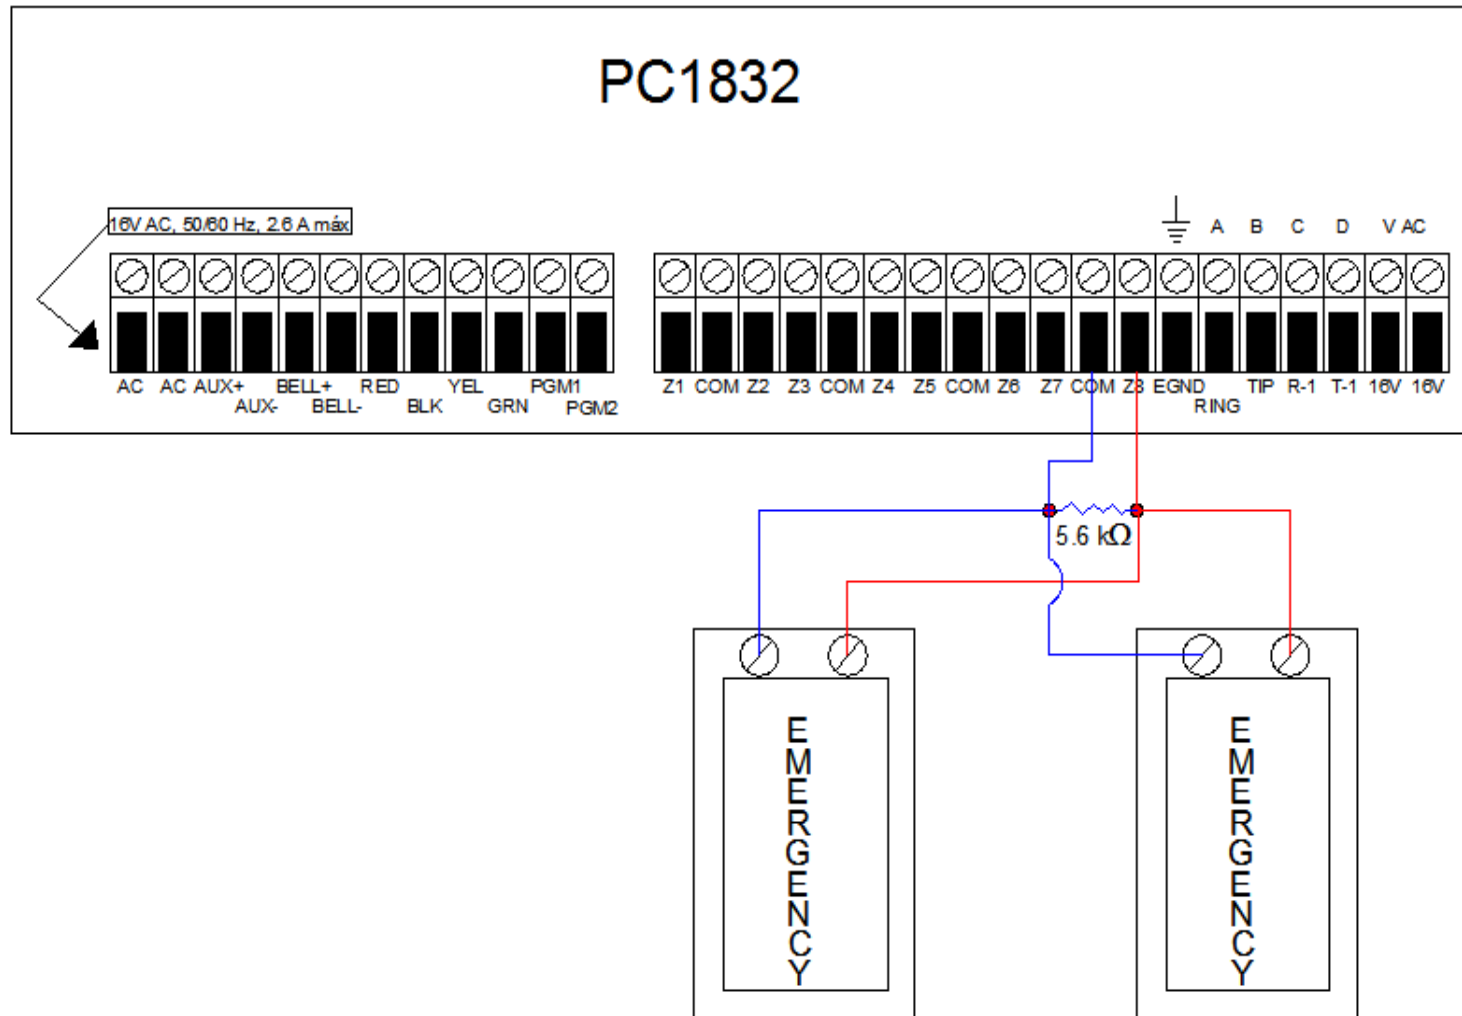 PC1832
16V AC, 50/60 Hz, 2.6 A máx
A B C D V AC
AC AC AUX+ BELL+ RED YEL PGM1 Z1 COM Z2 Z3 COM Z4 Z5 COM Z6 Z7 COM Z8 EGND TIP R-1 T-1 16V 16V
AUX- BELL- BLK GRN PGM2 RING
5.6 kΩ
EMERGENCY
EMERGENCY